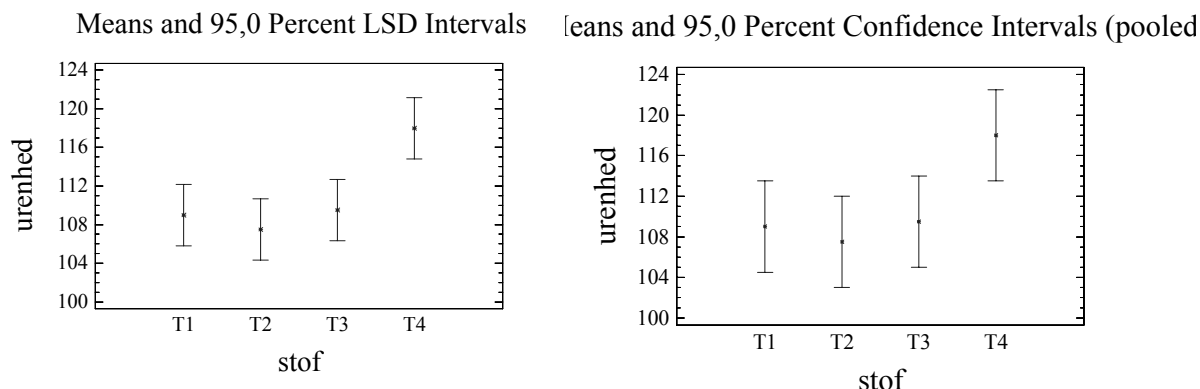 Means and 95,0 Percent LSD Intervals
124
120
116
112
108
104
100
urenhed
T1 T2 T3 T4
stof
eans and 95,0 Percent Confidence Intervals (pooled
124
120
116
112
108
104
100
urenhed
T1 T2 T3 T4
stof